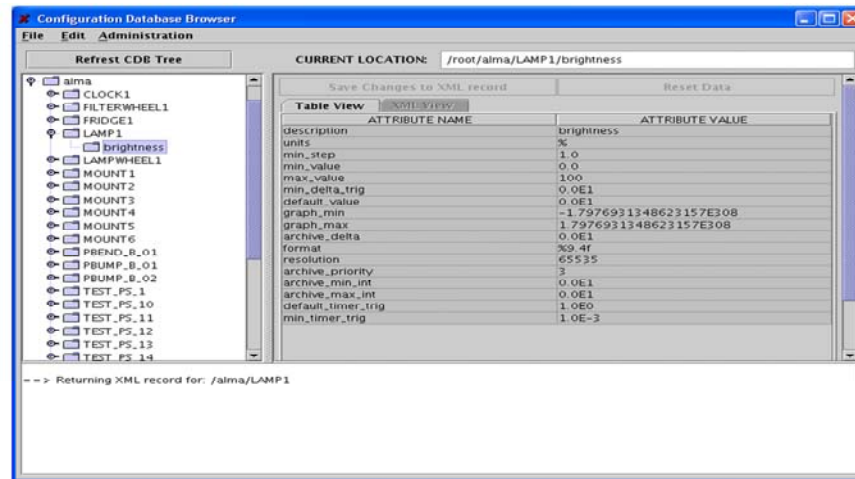 Configuration Database Browser
File Edit Administration
Refrest CDB Tree
CURRENT LOCATION: /root/alma/LAMP1/brightness
alma
CLOCK1
FILTERWHEEL1
FRIDGE1
LAMP1
brightness
LAMPWHEEL1
MOUNT1
MOUNT2
MOUNT3
MOUNT4
MOUNT5
MOUNT6
PBEND_B_01
PBUMP_B_01
PBUMP_B_02
TEST_PS_1
TEST_PS_10
TEST_PS_11
TEST_PS_12
TEST_PS_13
TEST_PS_14
Save Changes to XML record Reset Data
Table View XML View
ATTRIBUTE NAME ATTRIBUTE VALUE
description brightness
units %
min_step 1.0
min_value 0.0
max_value 100
min_delta_trig 0.0E1
default_value 0.0E1
graph_min -1.7976931348623157E308
graph_max 1.7976931348623157E308
archive_delta 0.0E1
format %9.4f
resolution 65535
archive_priority 3
archive_min_int 0.0E1
archive_max_int 0.0E1
default_timer_trig 1.0E0
min_timer_trig 1.0E-3
--> Returning XML record for: /alma/LAMP1